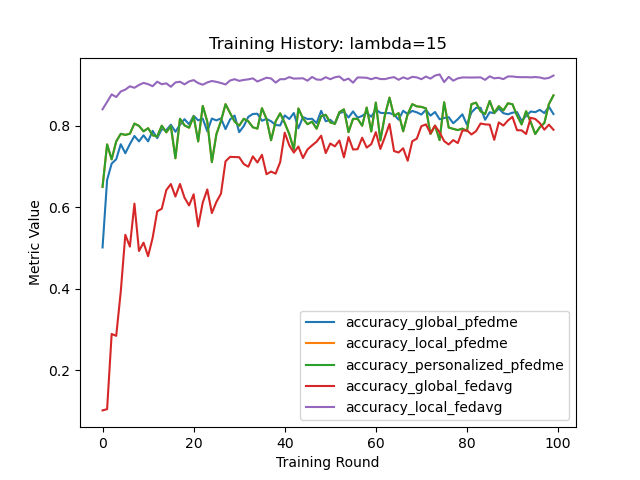 Training History: lambda=15
Metric Value
0.8
0.6
0.4
0.2
accuracy_global_pfedme
accuracy_local_pfedme
accuracy_personalized_pfedme
accuracy_global_fedavg
accuracy_local_fedavg
0 20 40 60 80 100
Training Round